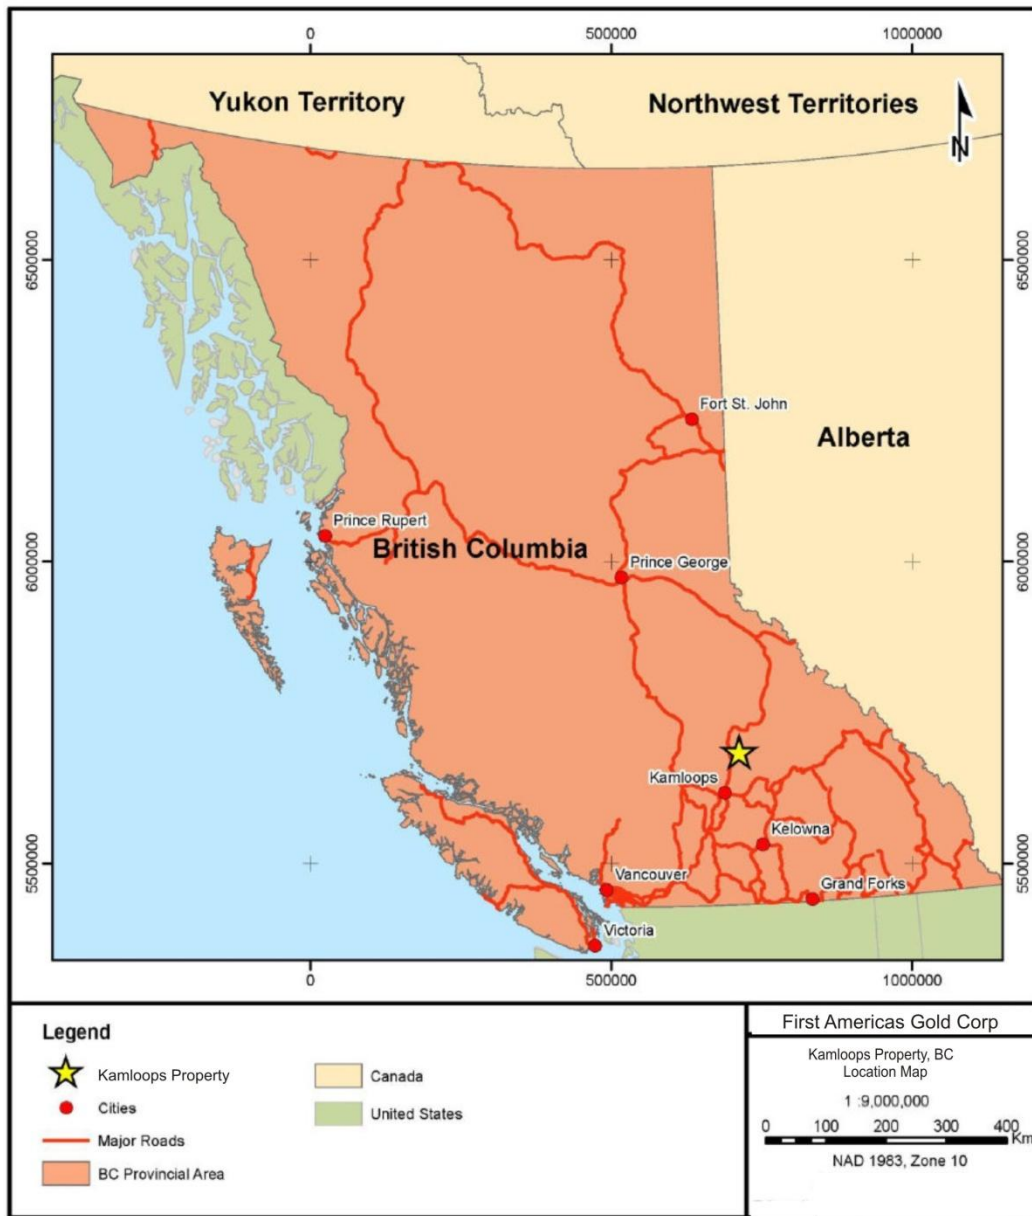 0 500000 1000000
Yukon Territory
Northwest Territories
N
6500000
6500000
Fort St. John
Alberta
Prince Rupert
British Columbia
Prince George
6000000
6000000
Kamloops
Kelowna
5500000
5500000
Vancouver
Grand Forks
Victoria
0 500000 1000000
Legend
Kamloops Property
Cities
Major Roads
BC Provincial Area
Canada
United States
First Americas Gold Corp
Kamloops Property, BC
Location Map
1 :9,000,000
0 100 200 300 400
Km
NAD 1983, Zone 10